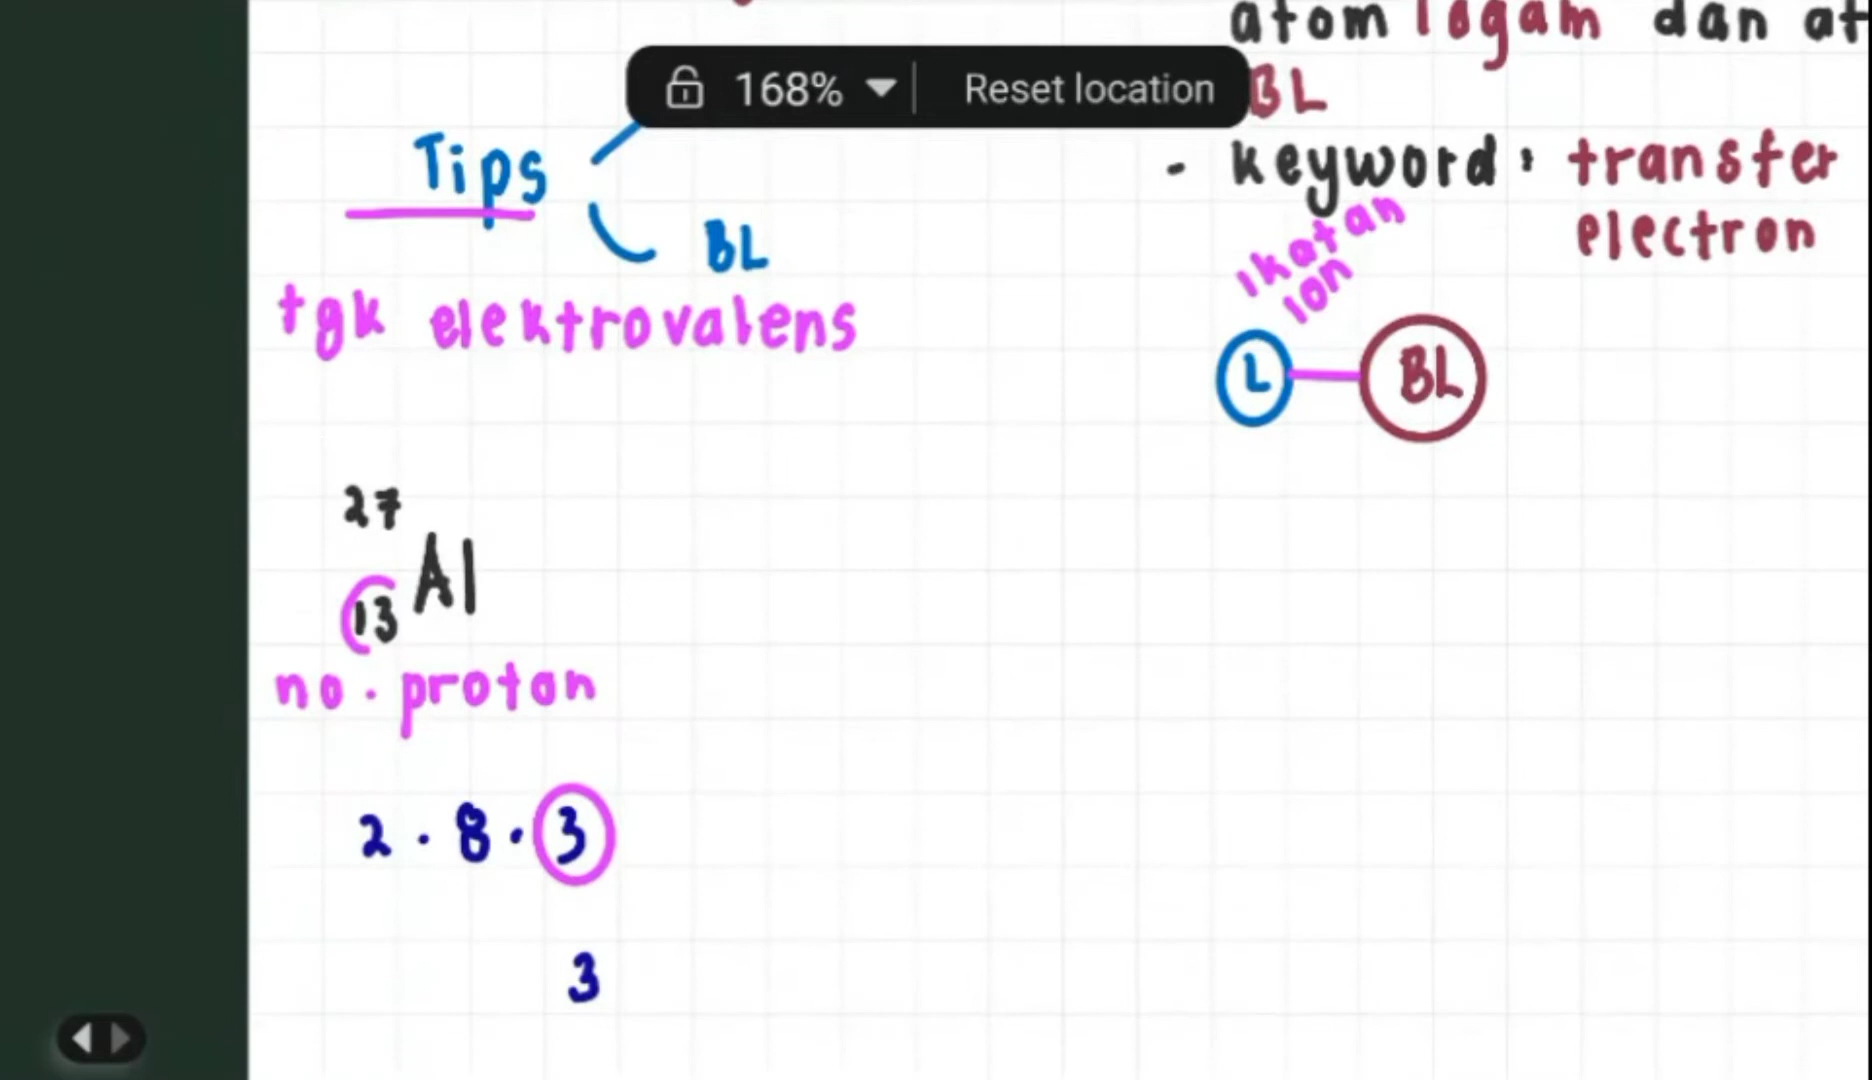 168%
Reset location
Tips
BL
tgk elektrovalens
27
13 Al
no. proton
2 . 8 . 3
3
atom logam dan at
BL
- keyword : transfer
electron
Ikatan
Ion
L
BL